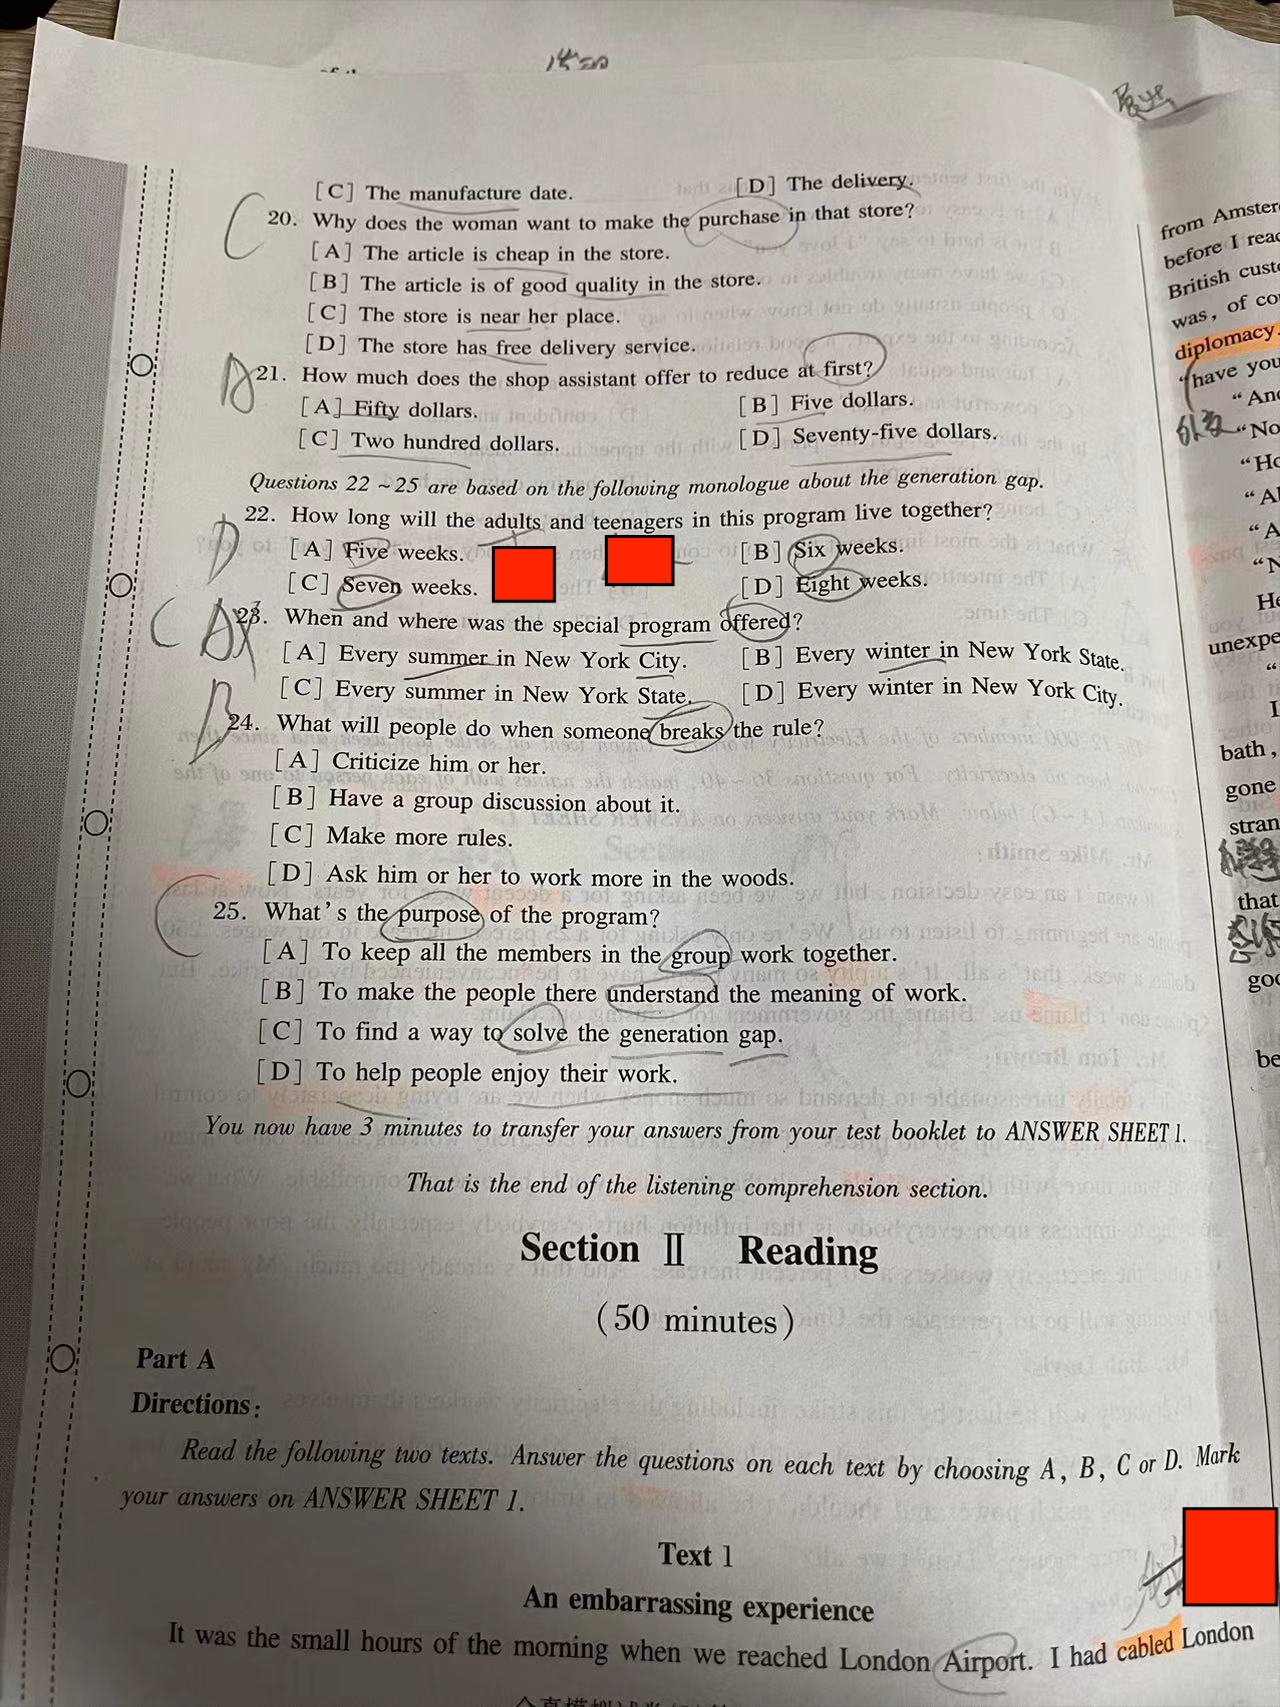 [C] The manufacture date. [D] The delivery.
C 20. Why does the woman want to make the purchase in that store?
[A] The article is cheap in the store.
[B] The article is of good quality in the store.
[C] The store is near her place.
[D] The store has free delivery service.
21. How much does the shop assistant offer to reduce at first?
[A] Fifty dollars. [B] Five dollars.
[C] Two hundred dollars. [D] Seventy-five dollars.
Questions 22 ~ 25 are based on the following monologue about the generation gap.
D 22. How long will the adults and teenagers in this program live together?
[A] Five weeks. [B] Six weeks.
[C] Seven weeks. [D] Eight weeks.
C 23. When and where was the special program offered?
[A] Every summer in New York City. [B] Every winter in New York State.
[C] Every summer in New York State. [D] Every winter in New York City.
B 24. What will people do when someone breaks the rule?
[A] Criticize him or her.
[B] Have a group discussion about it.
[C] Make more rules.
[D] Ask him or her to work more in the woods.
C 25. What's the purpose of the program?
[A] To keep all the members in the group work together.
[B] To make the people there understand the meaning of work.
[C] To find a way to solve the generation gap.
[D] To help people enjoy their work.
You now have 3 minutes to transfer your answers from your test booklet to ANSWER SHEET 1.
That is the end of the listening comprehension section.
Section Ⅱ Reading
(50 minutes)
Part A
Directions:
Read the following two texts. Answer the questions on each text by choosing A, B, C or D. Mark
your answers on ANSWER SHEET 1.
Text 1
An embarrassing experience
It was the small hours of the morning when we reached London Airport. I had cabled London
from
before I
British
was, of
diplomacy.
"have you
"No
unexpe
bath,
gone
stran
that
be